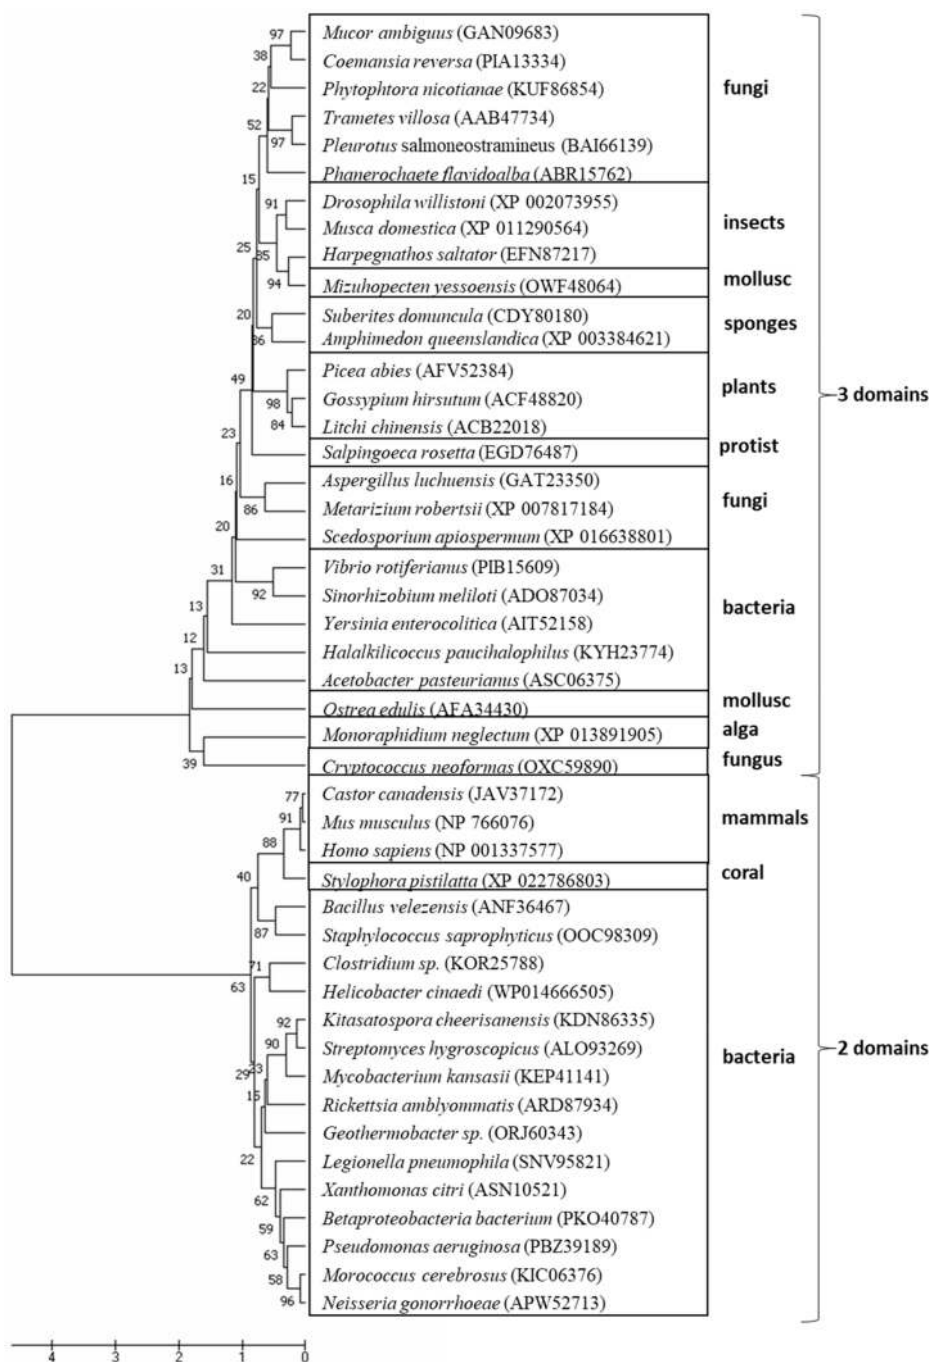 97 Mucor ambiguus (GAN09683)
38 Coemansia reversa (PIA13334)
22 Phytophtora nicotianae (KUF86854) fungi
52 Trametes villosa (AAB47734)
97 Pleurotus salmoneostramineus (BAI66139)
15 Phanerochaete flavidoalba (ABR15762)
91 Drosophila willistoni (XP 002073955)
Musca domestica (XP 011290564) insects
25 85 Harpegnathos saltator (EFN87217)
94 Mizuhopecten yessoensis (OWF48064) mollusc
20 Suberites domuncula (CDY80180) sponges
86 Amphimedon queenslandica (XP 003384621)
49 Picea abies (AFV52384) plants
98 Gossypium hirsutum (ACF48820) 3 domains
23 84 Litchi chinensis (ACB22018)
Salpingoeca rosetta (EGD76487) protist
16 Aspergillus luchuensis (GAT23350)
86 Metarizium robertsii (XP 007817184) fungi
20 Scedosporium apiospermum (XP 016638801)
31 Vibrio rotiferianus (PIB15609)
92 Sinorhizobium meliloti (ADO87034) bacteria
13 Yersinia enterocolitica (AIT52158)
12 Halalkilicoccus paucihalophilus (KYH23774)
13 Acetobacter pasteurianus (ASC06375)
Ostrea edulis (AFA34430) mollusc
Monoraphidium neglectum (XP 013891905) alga
39 Cryptococcus neoformas (OXC59890) fungus
77 Castor canadensis (JAV37172)
91 Mus musculus (NP 766076) mammals
88 Homo sapiens (NP 001337577)
40 Stylophora pistilatta (XP 022786803) coral
Bacillus velezensis (ANF36467)
87 Staphylococcus saprophyticus (OOC98309)
71 Clostridium sp. (KOR25788)
63 Helicobacter cinaedi (WP014666505)
92 Kitasatospora cheerisanensis (KDN86335)
90 Streptomyces hygroscopicus (ALO93269) bacteria 2 domains
29 23 Mycobacterium kansasii (KEP41141)
15 Rickettsia amblyommatis (ARD87934)
Geothermobacter sp. (ORJ60343)
22 Legionella pneumophila (SNV95821)
62 Xanthomonas citri (ASN10521)
59 Betaproteobacteria bacterium (PKO40787)
63 Pseudomonas aeruginosa (PBZ39189)
58 Morococcus cerebrosus (KIC06376)
96 Neisseria gonorrhoeae (APW52713)
4 3 2 1 0